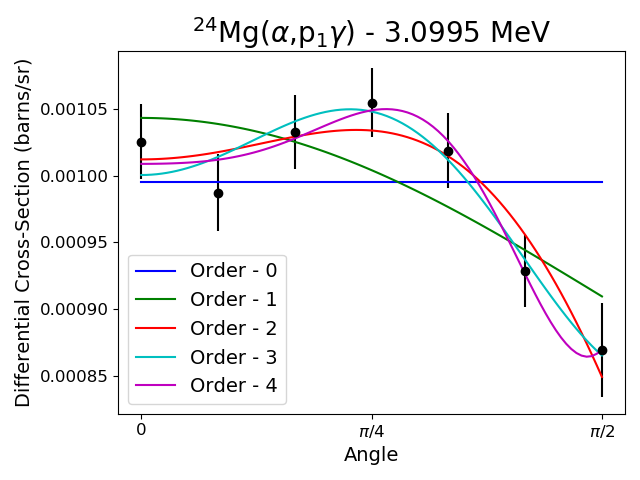 ²⁴Mg(α,p₁γ) - 3.0995 MeV
Differential Cross-Section (barns/sr)
0.00105
0.00100
0.00095
0.00090
0.00085
Order - 0
Order - 1
Order - 2
Order - 3
Order - 4
0
π/4
π/2
Angle